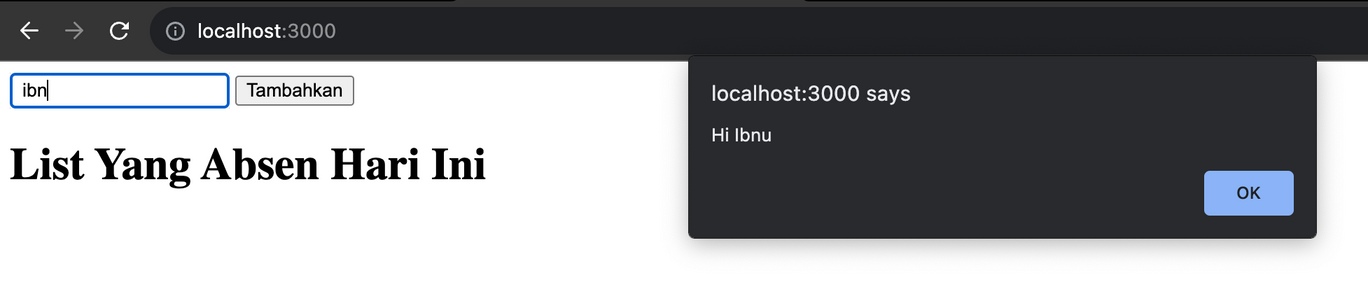 localhost:3000
ibn
Tambahkan
List Yang Absen Hari Ini
localhost:3000 says
Hi Ibnu
OK